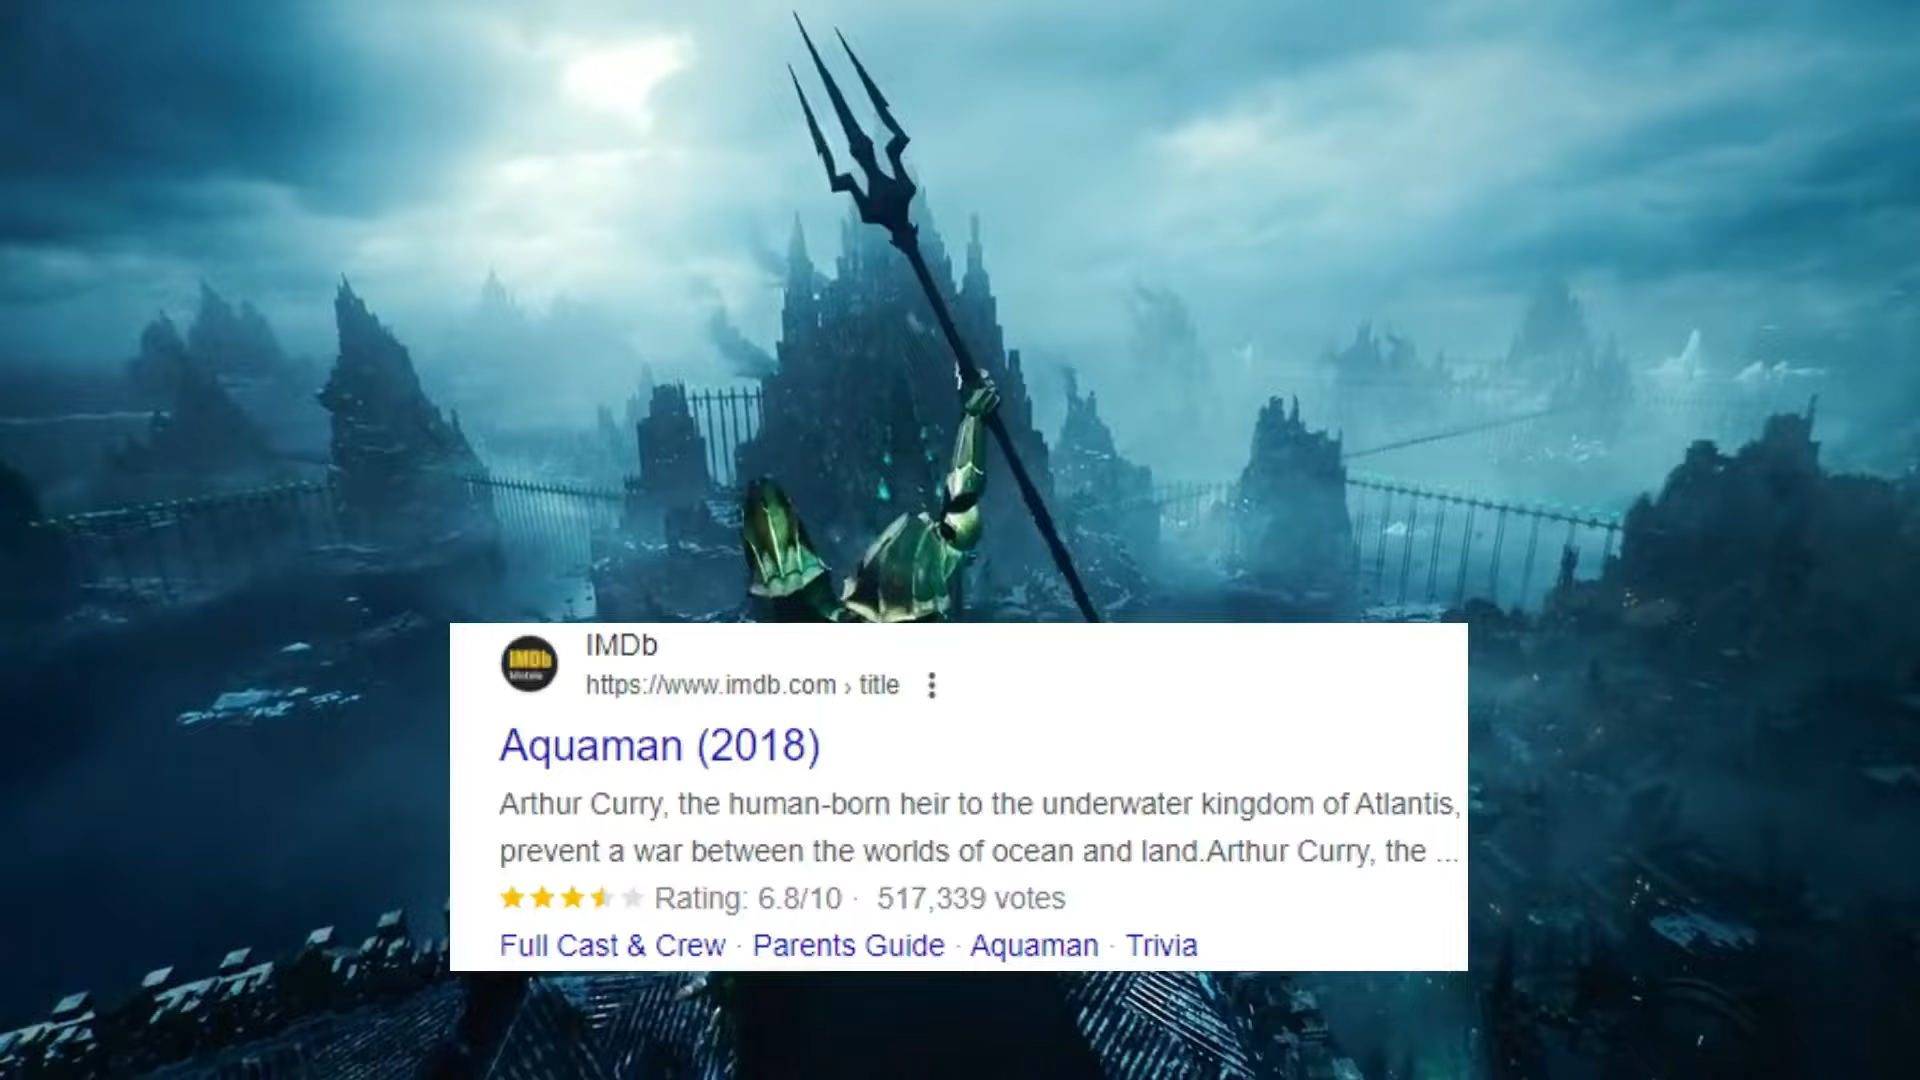 IMDb
https://www.imdb.com › title
Aquaman (2018)
Arthur Curry, the human-born heir to the underwater kingdom of Atlantis,
prevent a war between the worlds of ocean and land.Arthur Curry, the ...
Rating: 6.8/10 · 517,339 votes
Full Cast & Crew · Parents Guide · Aquaman · Trivia